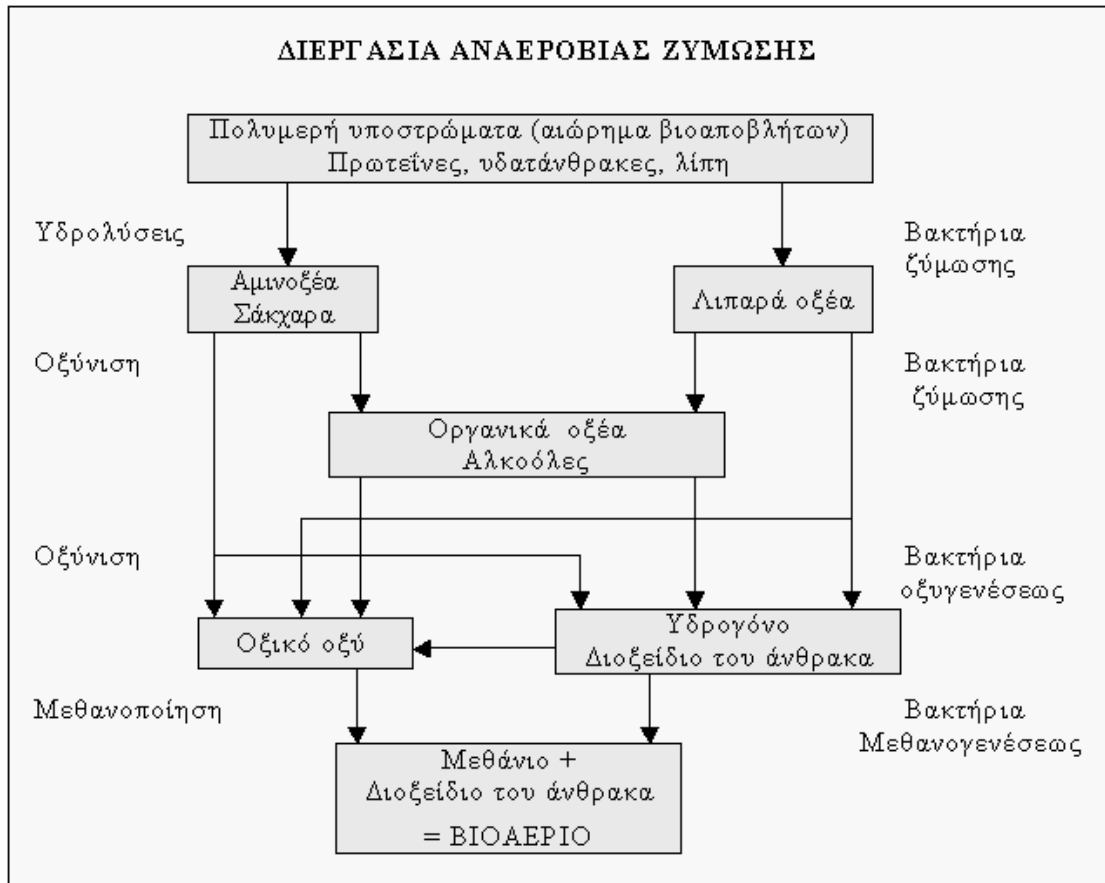 ΔΙΕΡΓΑΣΙΑ ΑΝΑΕΡΟΒΙΑΣ ΖΥΜΩΣΗΣ
Πολυμερή υποστρώματα (αιώρημα βιοαποβλήτων)
Πρωτεΐνες, υδατάνθρακες, λίπη
Υδρολύσεις
Βακτήρια
ζύμωσης
Αμινοξέα
Σάκχαρα
Λιπαρά οξέα
Οξύνιση
Βακτήρια
ζύμωσης
Οργανικά οξέα
Αλκοόλες
Οξύνιση
Βακτήρια
οξυγενέσεως
Οξικό οξύ
Υδρογόνο
Διοξείδιο του άνθρακα
Μεθανοποίηση
Βακτήρια
Μεθανογενέσεως
Μεθάνιο +
Διοξείδιο του άνθρακα
= ΒΙΟΑΕΡΙΟ